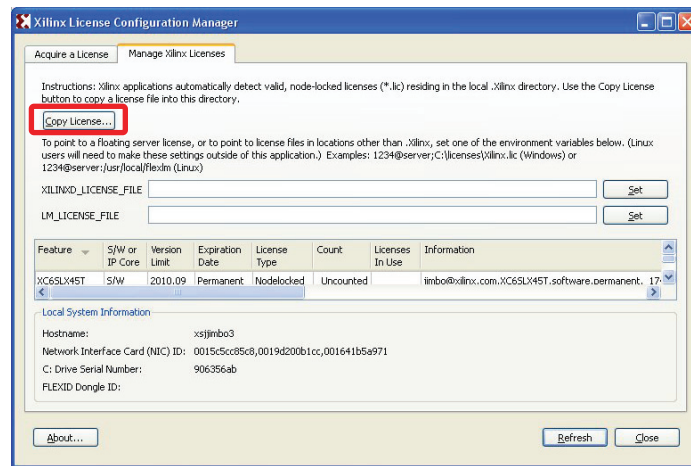 Xilinx License Configuration Manager
Acquire a License
Manage Xilinx Licenses
Instructions: Xilinx applications automatically detect valid, node-locked licenses (*.lic) residing in the local .Xilinx directory. Use the Copy License
button to copy a license file into this directory.
Copy License...
To point to a floating server license, or to point to license files in locations other than .Xilinx, set one of the environment variables below. (Linux
users will need to make these settings outside of this application.) Examples: 1234@server;C:\licenses\Xilinx.lic (Windows) or
1234@server:/usr/local/flexlm (Linux)
XILINXD_LICENSE_FILE Set
LM_LICENSE_FILE Set
Feature S/W or IP Core Version Limit Expiration Date License Type Count Licenses In Use Information
XC6SLX45T S/W 2010.09 Permanent Nodelocked Uncounted jimbo@xilinx.com.XC6SLX45T.software.permanent.
Local System Information
Hostname: xsjjimbo3
Network Interface Card (NIC) ID: 0015c5cc85c8,0019d200b1cc,001641b5a971
C: Drive Serial Number: 906356ab
FLEXID Dongle ID:
About... Refresh Close